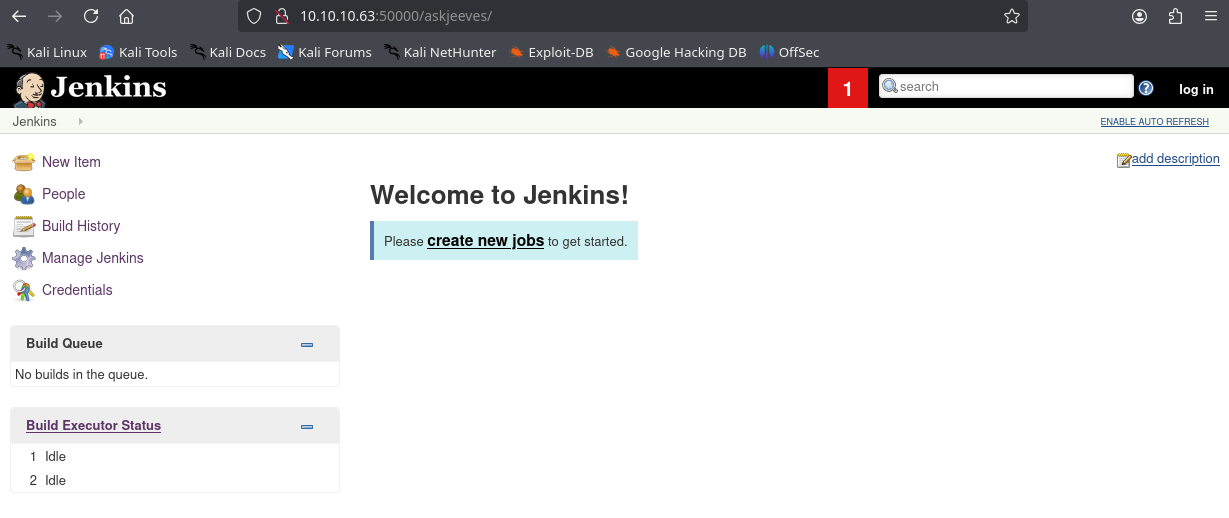 10.10.10.63:50000/askjeeves/
Kali Linux Kali Tools Kali Docs Kali Forums Kali NetHunter Exploit-DB Google Hacking DB OffSec
Jenkins 1 search ? log in
Jenkins ENABLE AUTO REFRESH
New Item
People
Build History
Manage Jenkins
Credentials
Build Queue
No builds in the queue.
Build Executor Status
1 Idle
2 Idle
add description
Welcome to Jenkins!
Please create new jobs to get started.